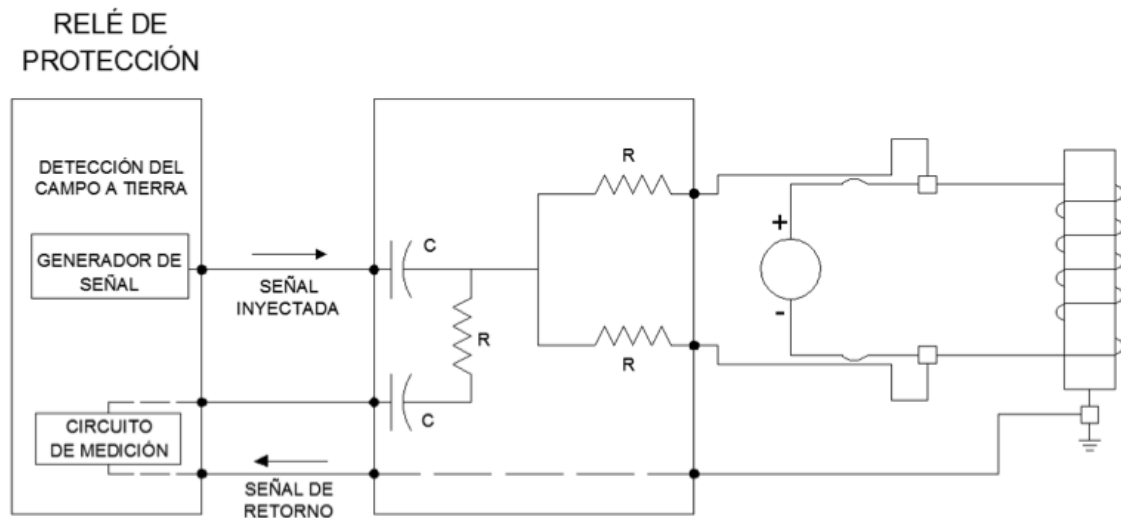 RELÉ DE
PROTECCIÓN
DETECCIÓN DEL
CAMPO A TIERRA
GENERADOR DE
SEÑAL
SEÑAL
INYECTADA
CIRCUITO
DE MEDICIÓN
SEÑAL DE
RETORNO
C
R
C
R
R
+
-